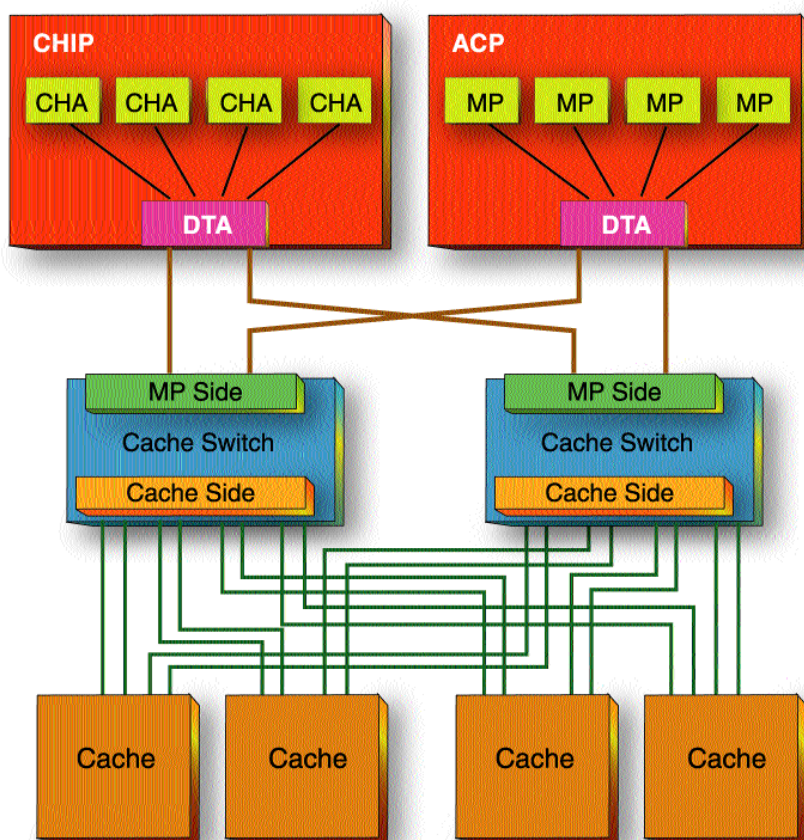 CHIP
ACP
CHA CHA CHA CHA
MP MP MP MP
DTA
DTA
MP Side
MP Side
Cache Switch
Cache Switch
Cache Side
Cache Side
Cache
Cache
Cache
Cache